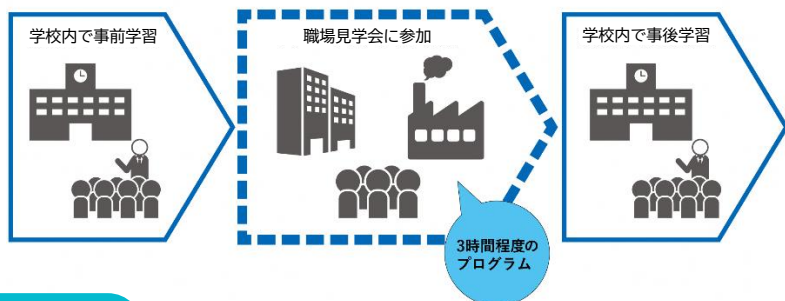 学校内で事前学習
職場見学会に参加
3時間程度の
プログラム
学校内で事後学習